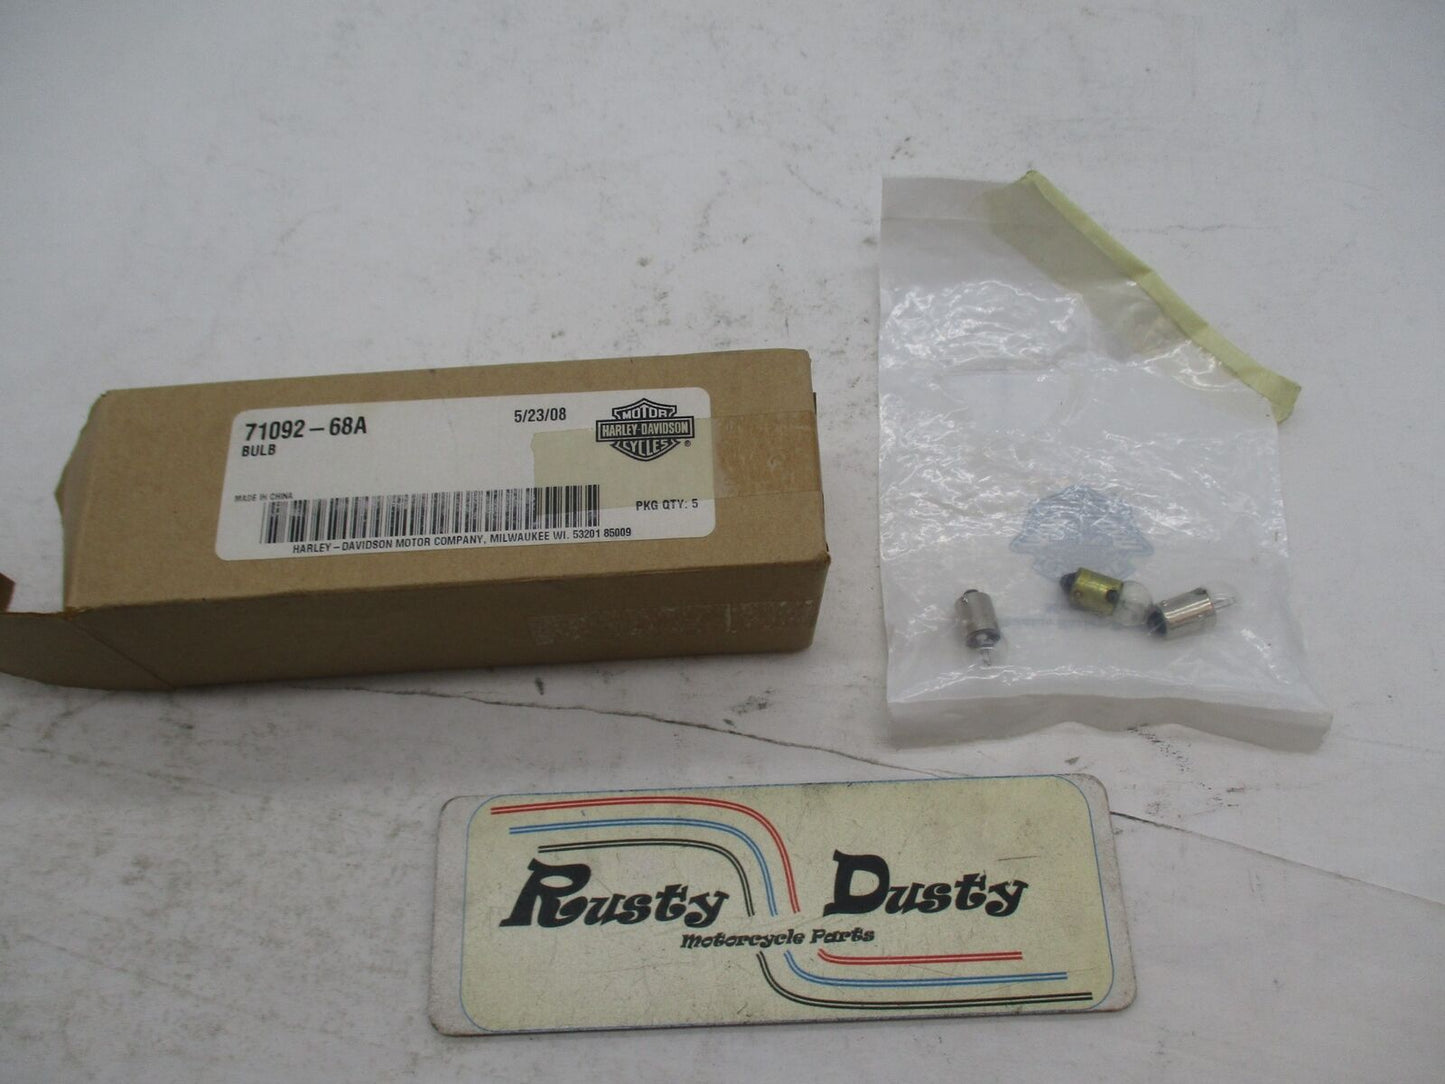 71092-68A
5/23/08
BULB
MOTOR
HARLEY-DAVIDSON
CYCLES ®
MADE IN CHINA
PKG QTY: 5
HARLEY-DAVIDSON MOTOR COMPANY, MILWAUKEE WI. 53201 85009
Rusty Dusty
Motorcycle Parts